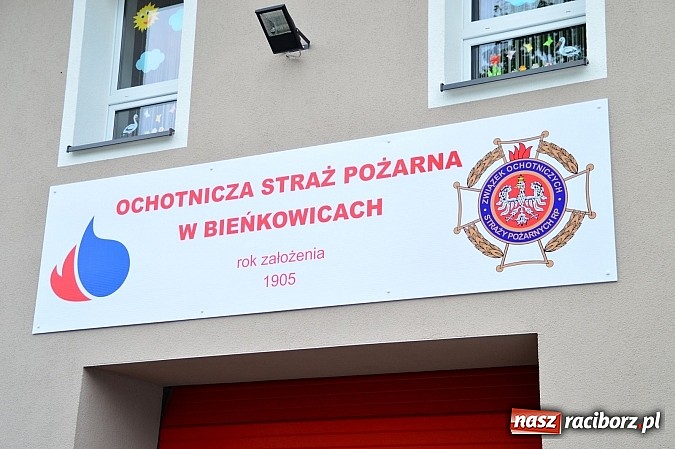 OCHOTNICZA STRAŻ POŻARNA
W BIEŃKOWICACH
rok założenia
1905
ZWIĄZEK OCHOTNICZYCH
STRAŻY POŻARNYCH RP
nasz raciborz.pl